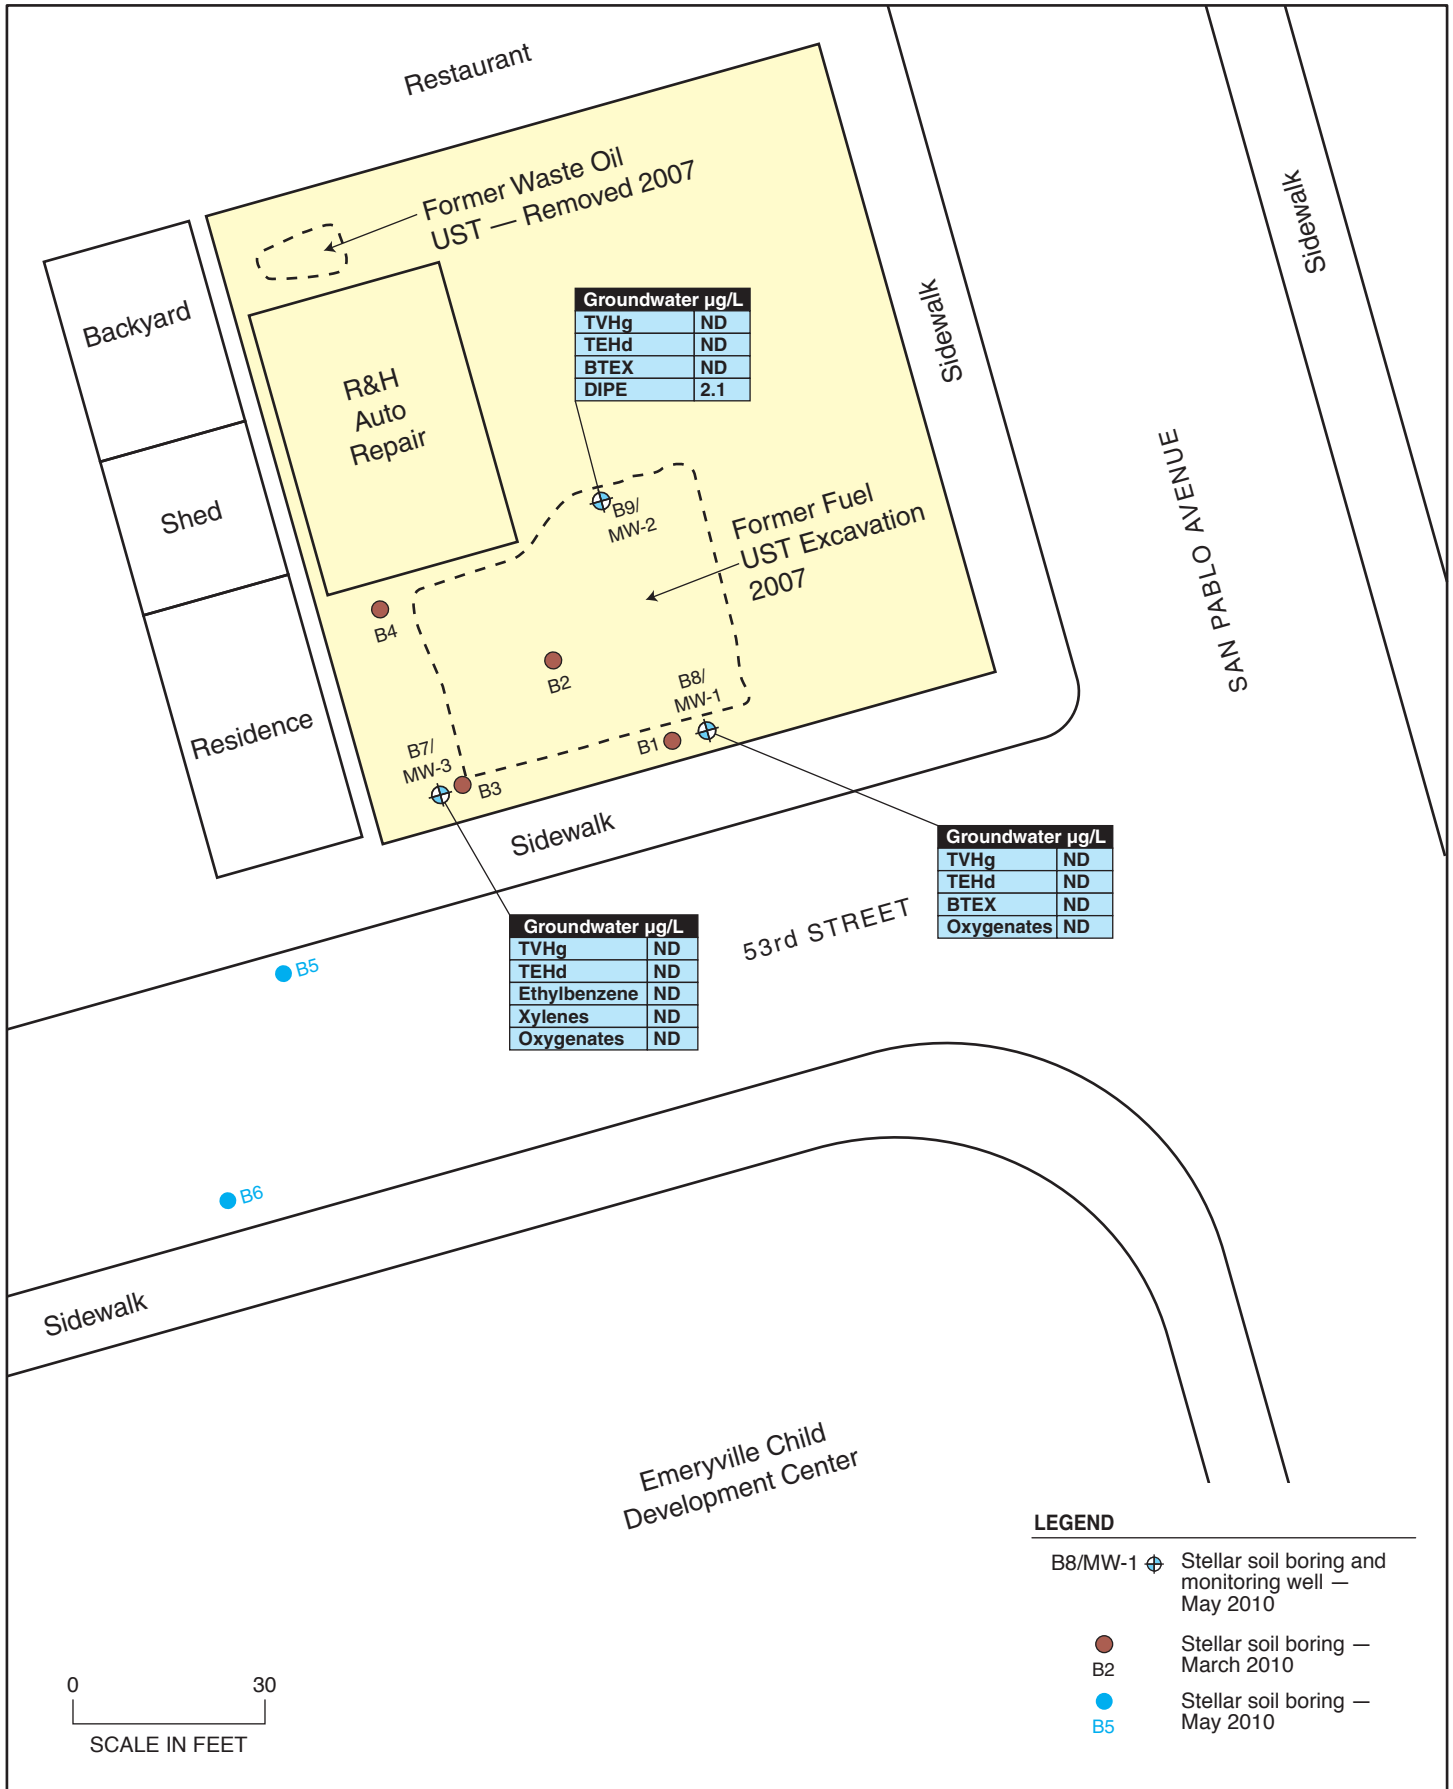 Restaurant
Former Waste Oil
UST — Removed 2007
Sidewalk
Sidewalk
Backyard
R&H
Auto
Repair
Groundwater µg/L
TVHg ND
TEHd ND
BTEX ND
DIPE 2.1
Shed
B9/
MW-2
Former Fuel
UST Excavation
2007
SAN PABLO AVENUE
B4
B2
B8/
MW-1
Residence
B1
B7/
MW-3
B3
Sidewalk
Groundwater µg/L
TVHg ND
TEHd ND
BTEX ND
Oxygenates ND
Groundwater µg/L
TVHg ND
TEHd ND
Ethylbenzene ND
Xylenes ND
Oxygenates ND
53rd STREET
B5
B6
Sidewalk
Emeryville Child
Development Center
LEGEND
B8/MW-1 Stellar soil boring and
monitoring well —
May 2010
Stellar soil boring —
B2 March 2010
Stellar soil boring —
B5 May 2010
0 30
SCALE IN FEET